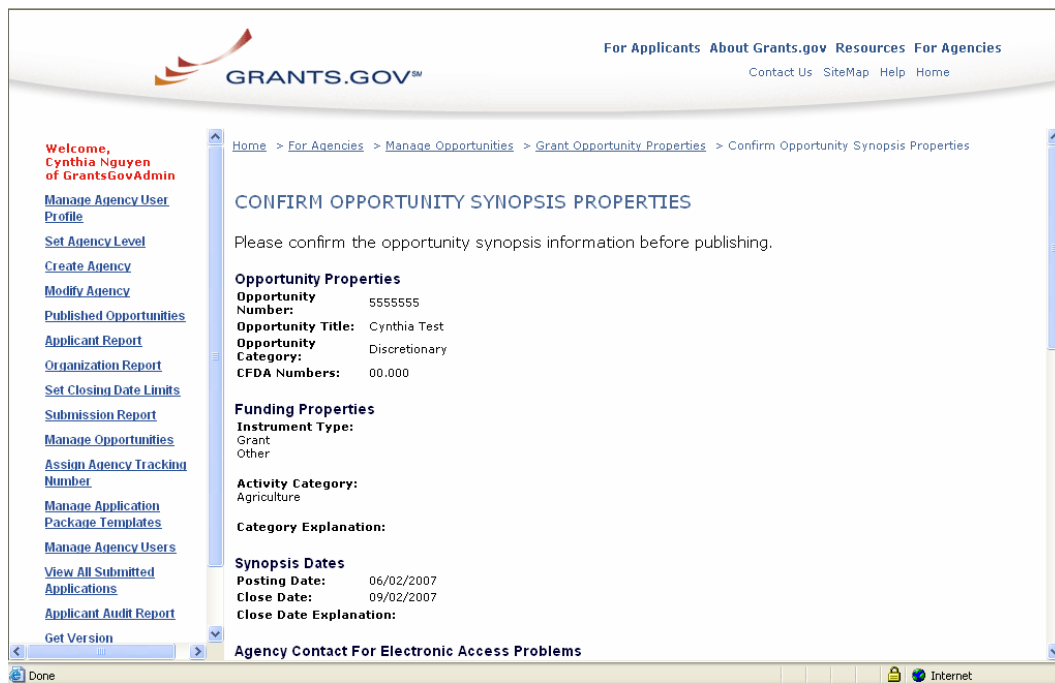 For Applicants About Grants.gov Resources For Agencies
Contact Us SiteMap Help Home
GRANTS.GOV℠
Welcome,
Cynthia Nguyen
of GrantsGovAdmin
Manage Agency User
Profile
Set Agency Level
Create Agency
Modify Agency
Published Opportunities
Applicant Report
Organization Report
Set Closing Date Limits
Submission Report
Manage Opportunities
Assign Agency Tracking
Number
Manage Application
Package Templates
Manage Agency Users
View All Submitted
Applications
Applicant Audit Report
Get Version
Home > For Agencies > Manage Opportunities > Grant Opportunity Properties > Confirm Opportunity Synopsis Properties
CONFIRM OPPORTUNITY SYNOPSIS PROPERTIES
Please confirm the opportunity synopsis information before publishing.
Opportunity Properties
Opportunity
Number: 5555555
Opportunity Title: Cynthia Test
Opportunity
Category: Discretionary
CFDA Numbers: 00.000
Funding Properties
Instrument Type:
Grant
Other
Activity Category:
Agriculture
Category Explanation:
Synopsis Dates
Posting Date: 06/02/2007
Close Date: 09/02/2007
Close Date Explanation:
Agency Contact For Electronic Access Problems
Done
Internet